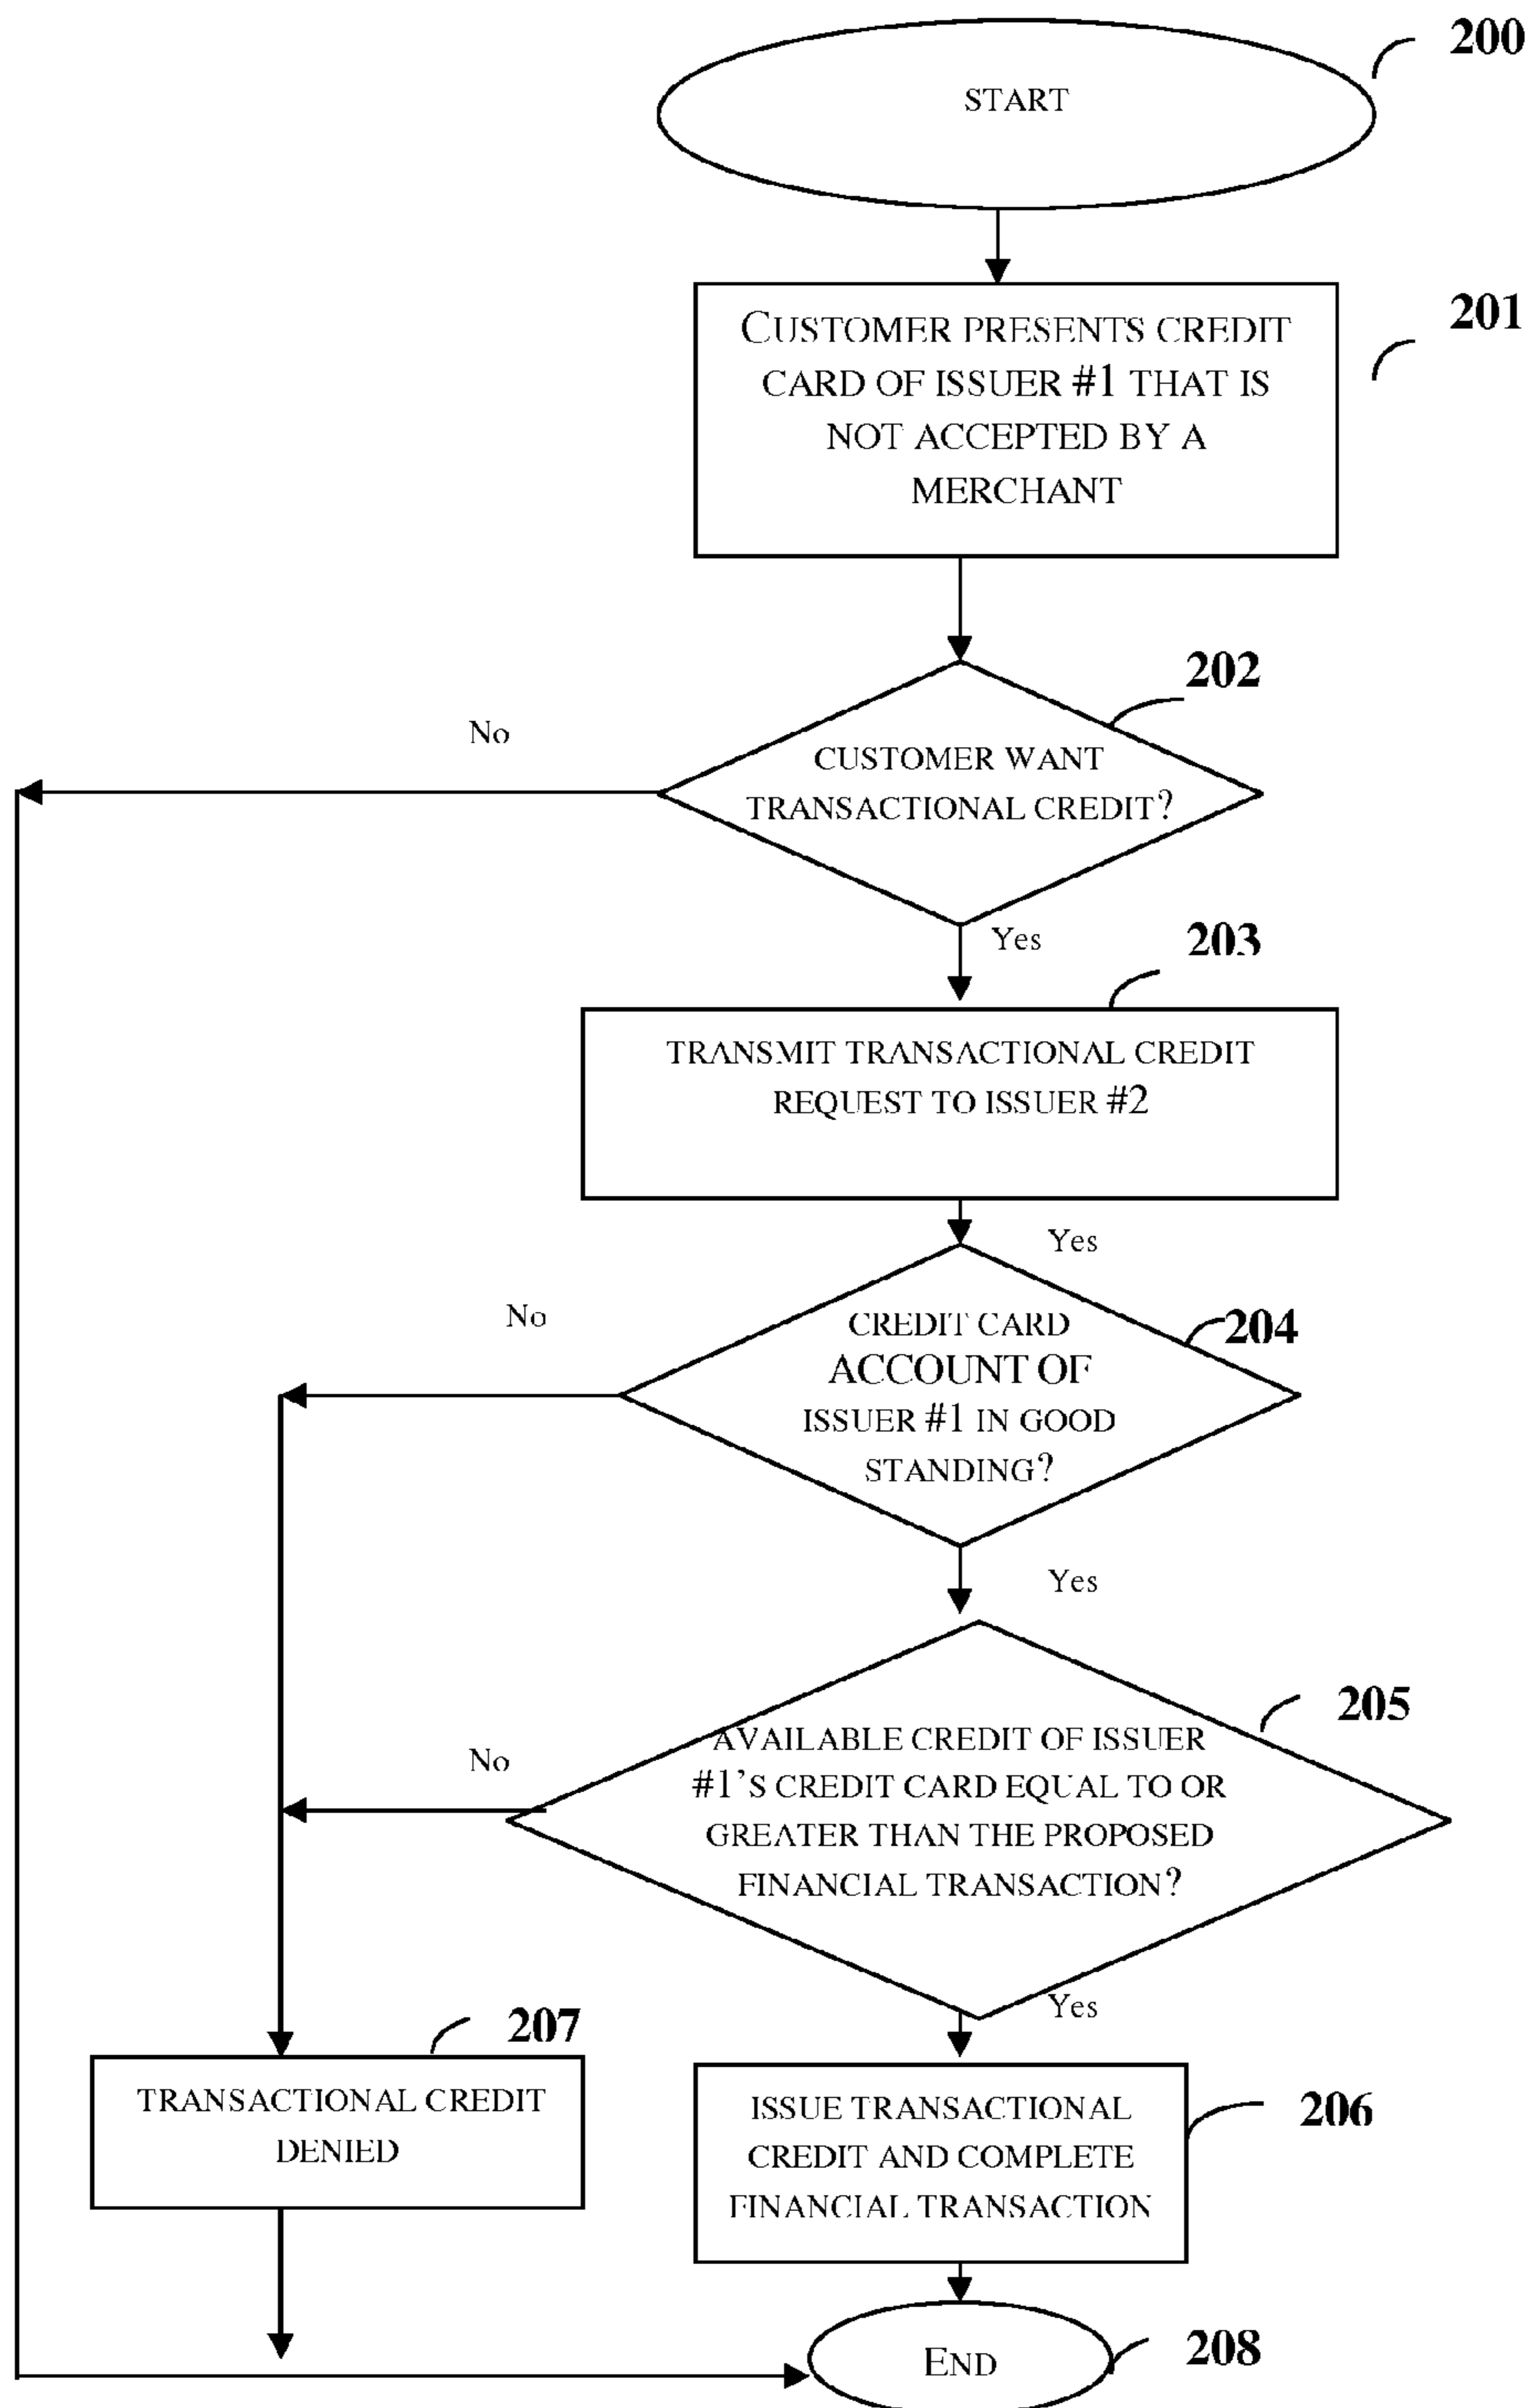 200
START
201
CUSTOMER PRESENTS CREDIT
CARD OF ISSUER #1 THAT IS
NOT ACCEPTED BY A
MERCHANT
202
No
CUSTOMER WANT
TRANSACTIONAL CREDIT?
Yes
203
TRANSMIT TRANSACTIONAL CREDIT
REQUEST TO ISSUER #2
Yes
No
204
CREDIT CARD
ACCOUNT OF
ISSUER #1 IN GOOD
STANDING?
Yes
205
No
AVAILABLE CREDIT OF ISSUER
#1’S CREDIT CARD EQUAL TO OR
GREATER THAN THE PROPOSED
FINANCIAL TRANSACTION?
Yes
207
TRANSACTIONAL CREDIT
DENIED
206
ISSUE TRANSACTIONAL
CREDIT AND COMPLETE
FINANCIAL TRANSACTION
END
208